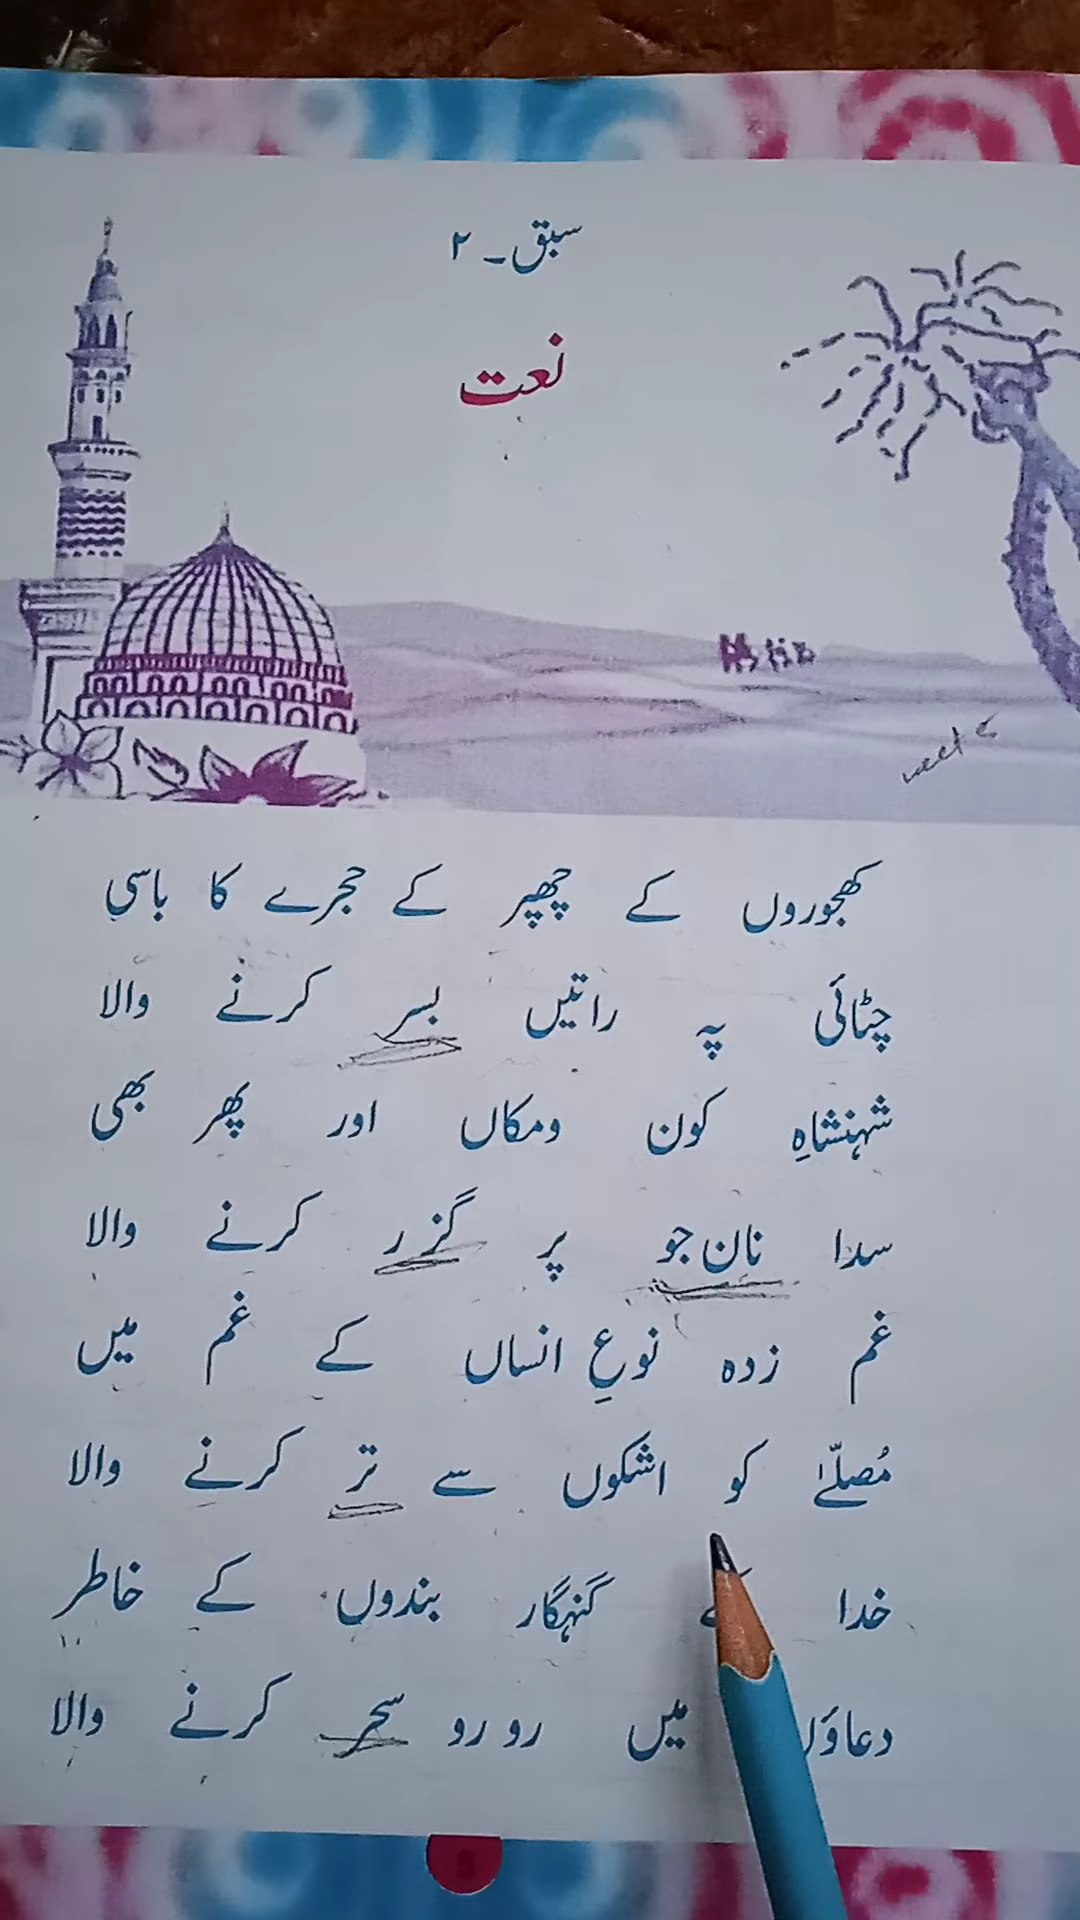 سبق ۔ ۲
نعت
کھجوروں کے چھپر کے حجرے کا باسی
چٹائی پہ راتیں بسر کرنے والا
شہنشاہِ کون ومکاں اور پھر بھی
سدا نان جو پر گزر کرنے والا
غم زدہ نوعِ انساں کے غم میں
مُصلّے کو اشکوں سے تر کرنے والا
خدا گنہگار بندوں کے خاطر
میں رو رو سحر کرنے والا